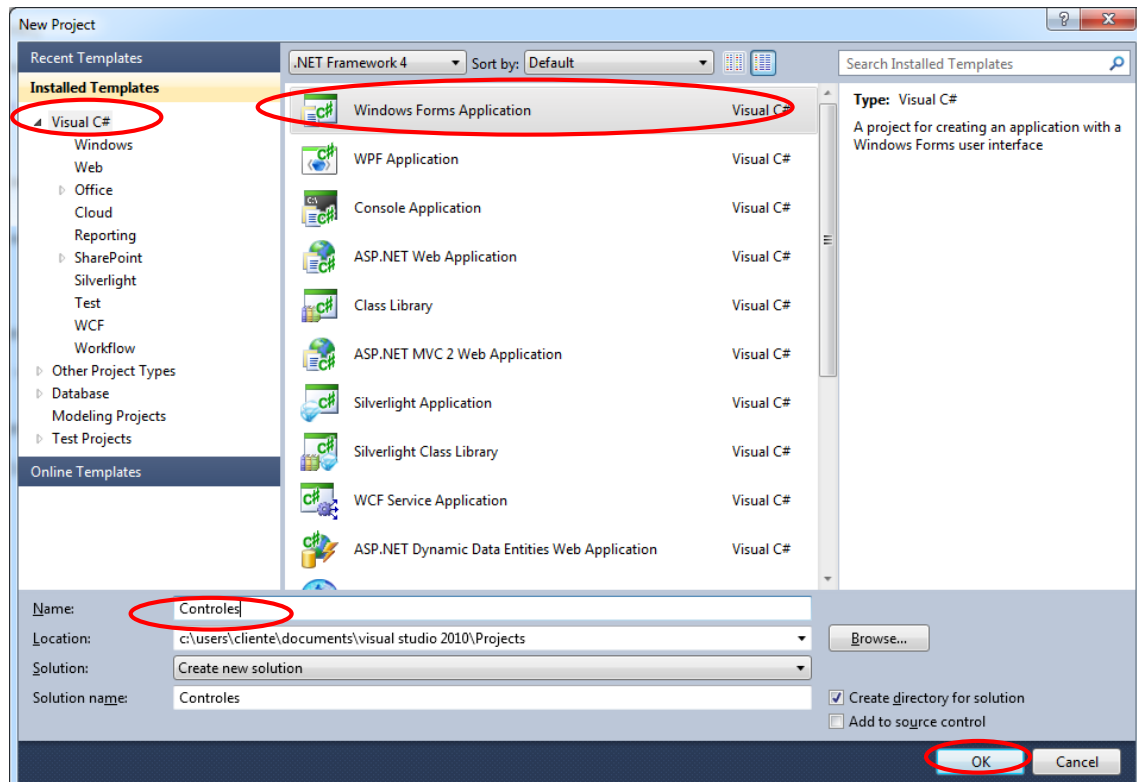 New Project
Recent Templates
Installed Templates
Visual C#
Windows
Web
Office
Cloud
Reporting
SharePoint
Silverlight
Test
WCF
Workflow
Other Project Types
Database
Modeling Projects
Test Projects
Online Templates
.NET Framework 4 Sort by: Default
Windows Forms Application Visual C#
WPF Application Visual C#
Console Application Visual C#
ASP.NET Web Application Visual C#
Class Library Visual C#
ASP.NET MVC 2 Web Application Visual C#
Silverlight Application Visual C#
Silverlight Class Library Visual C#
WCF Service Application Visual C#
ASP.NET Dynamic Data Entities Web Application Visual C#
Search Installed Templates
Type: Visual C#
A project for creating an application with a
Windows Forms user interface
Name: Controles
Location: c:\users\cliente\documents\visual studio 2010\Projects Browse...
Solution: Create new solution
Solution name: Controles Create directory for solution
Add to source control
OK Cancel